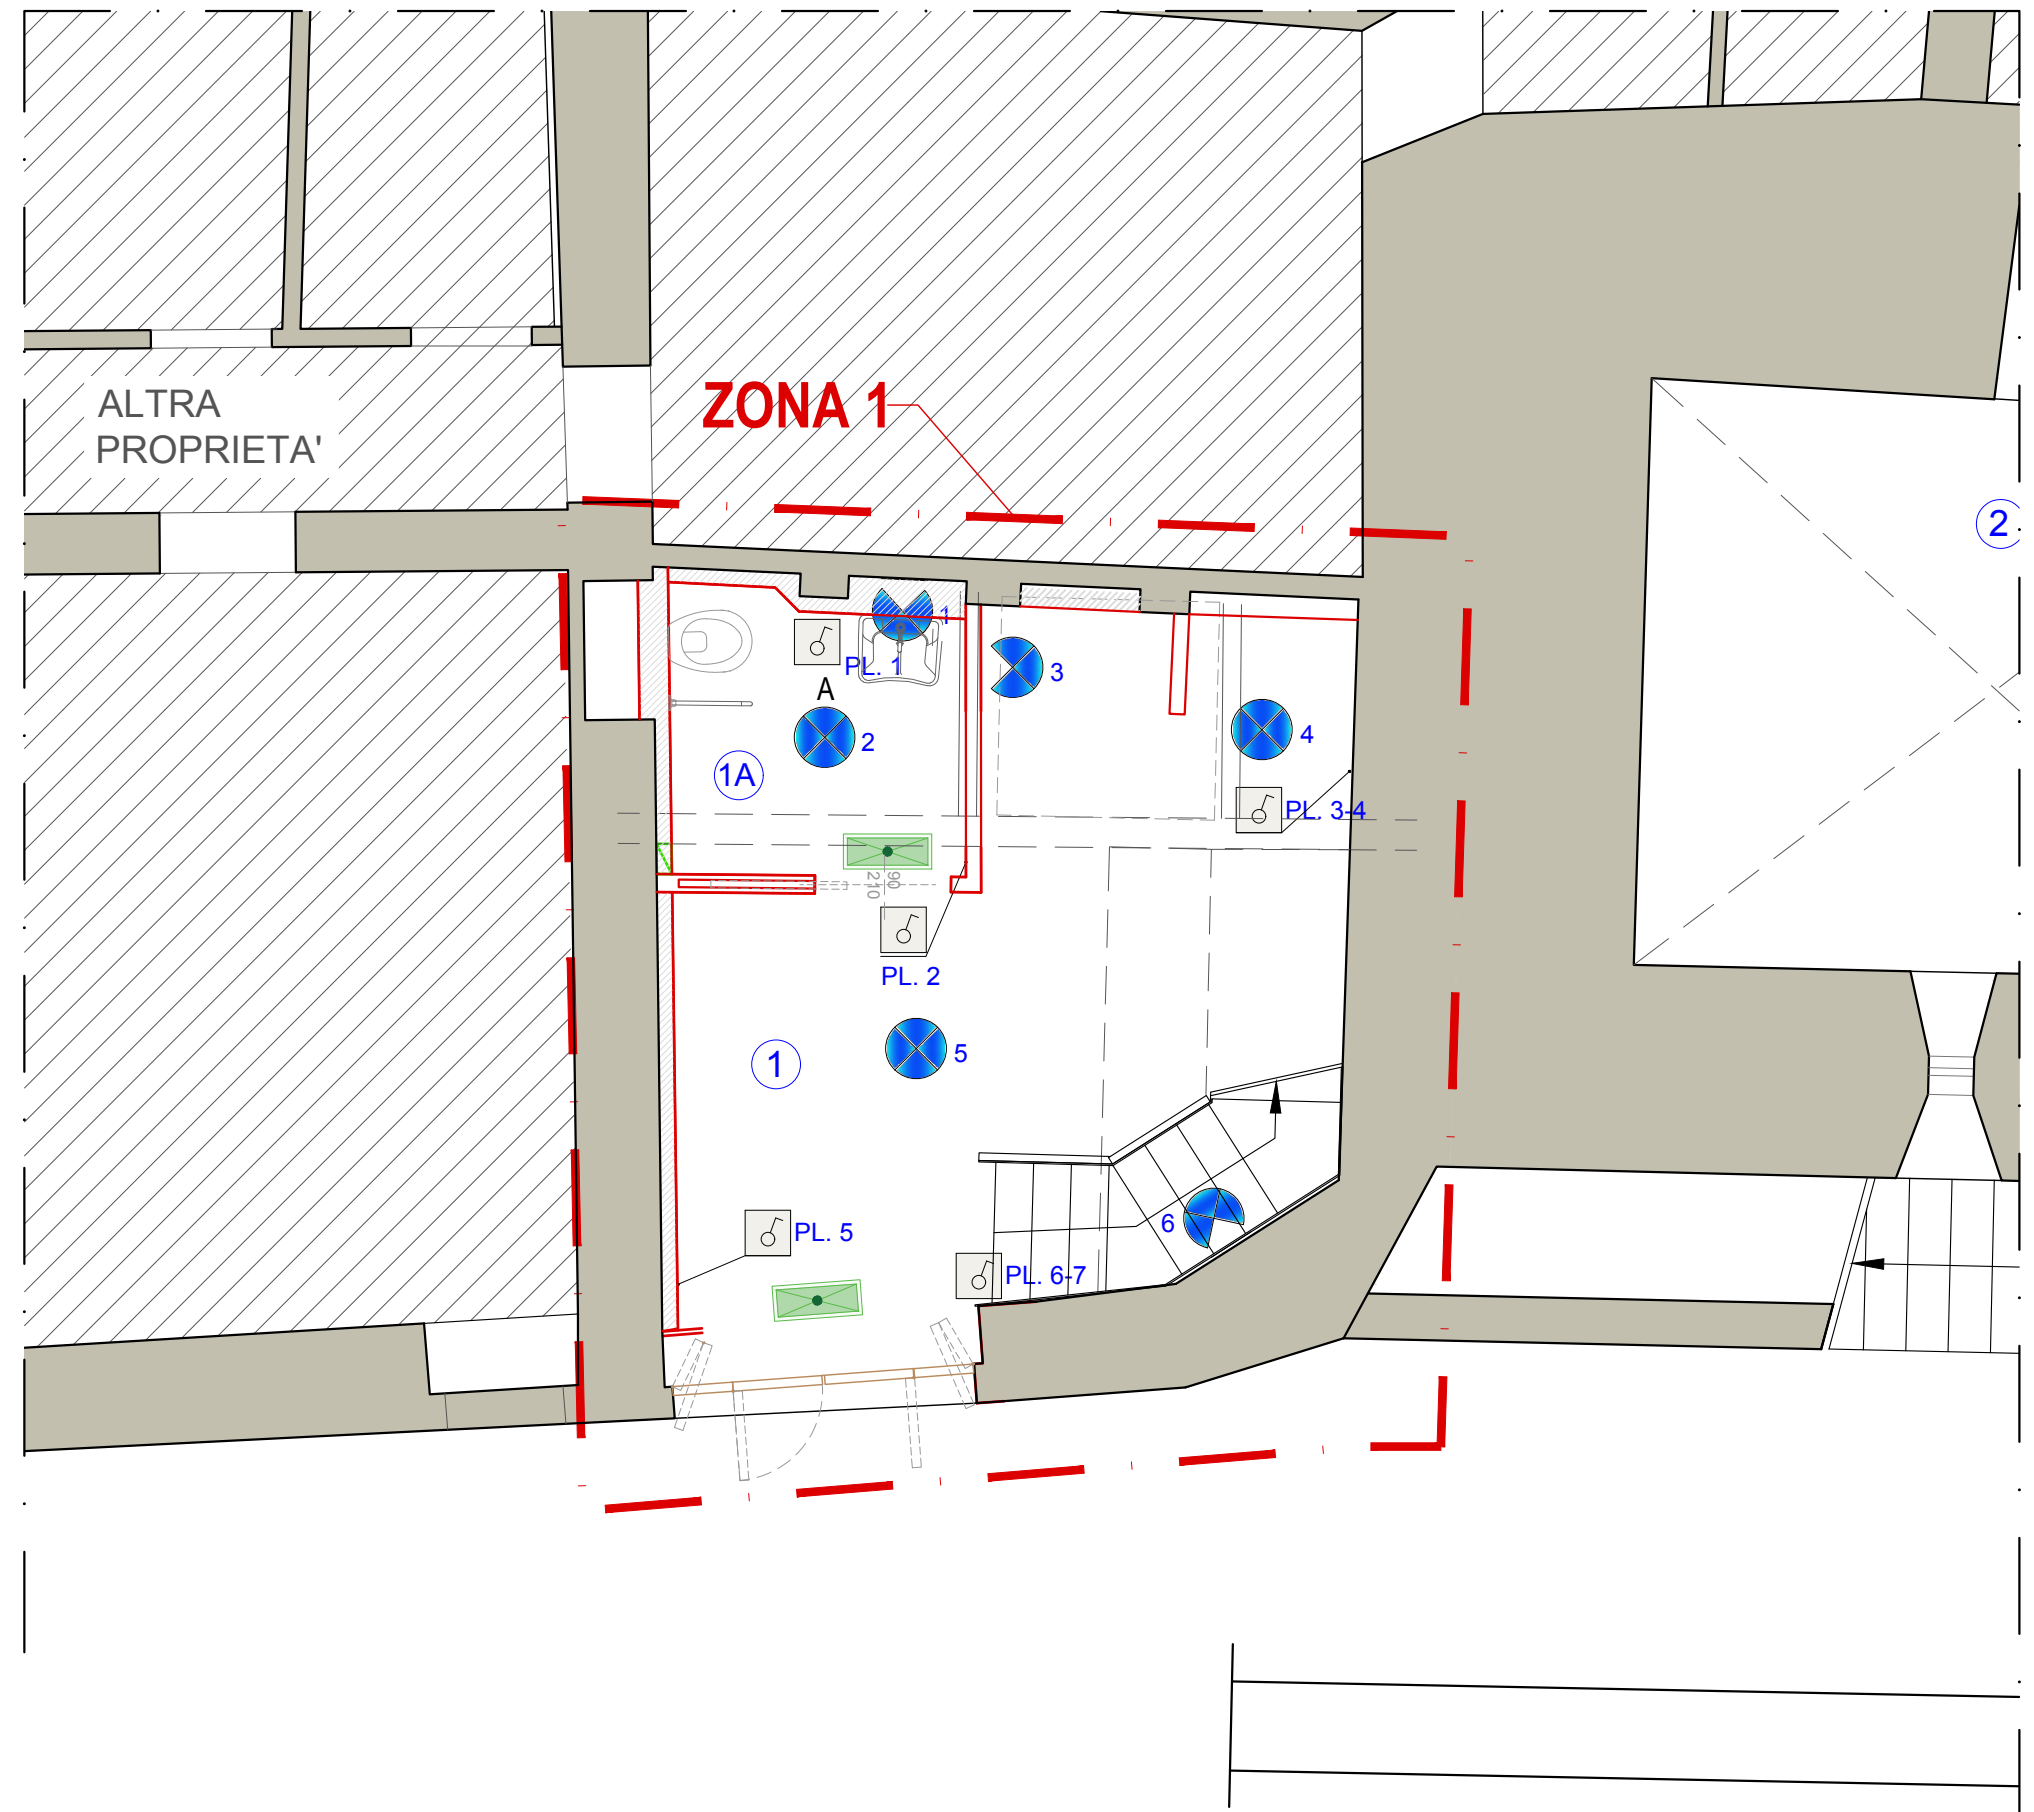 ALTRA
PROPRIETA'
ZONA 1
2
1
PL. 1
3
A
2
4
1A
PL. 3-4
90
210
PL. 2
5
1
6
PL. 5
PL. 6-7